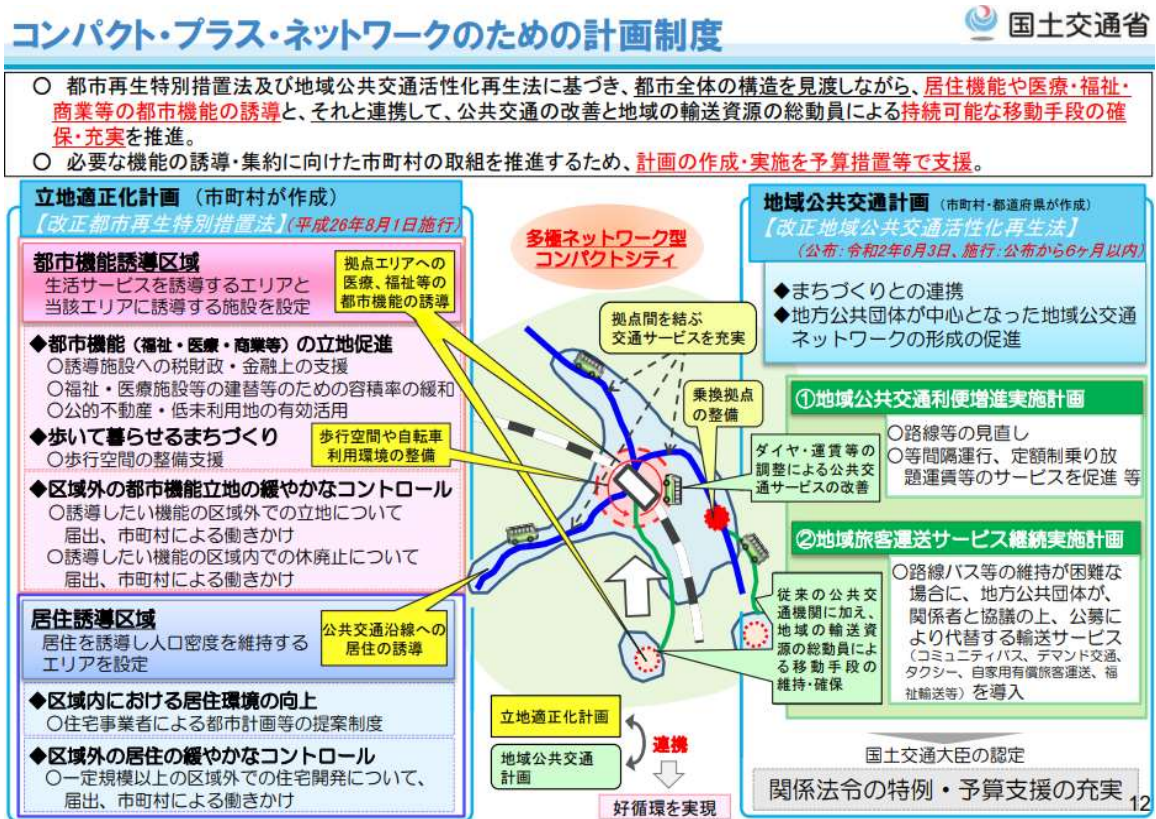 コンパクト・プラス・ネットワークのための計画制度
国土交通省
○ 都市再生特別措置法及び地域公共交通活性化再生法に基づき、都市全体の構造を見渡しながら、居住機能や医療・福祉・
商業等の都市機能の誘導と、それと連携して、公共交通の改善と地域の輸送資源の総動員による持続可能な移動手段の確
保・充実を推進。
○ 必要な機能の誘導・集約に向けた市町村の取組を推進するため、計画の作成・実施を予算措置等で支援。
立地適正化計画 (市町村が作成)
【改正都市再生特別措置法】(平成26年8月1日施行)
都市機能誘導区域
生活サービスを誘導するエリアと
当該エリアに誘導する施設を設定
◆都市機能(福祉・医療・商業等)の立地促進
○誘導施設への税財政・金融上の支援
○福祉・医療施設等の建替等のための容積率の緩和
○公的不動産・低未利用地の有効活用
◆歩いて暮らせるまちづくり
○歩行空間の整備支援
◆区域外の都市機能立地の緩やかなコントロール
○誘導したい機能の区域外での立地について
届出、市町村による働きかけ
○誘導したい機能の区域内での休廃止について
届出、市町村による働きかけ
居住誘導区域
居住を誘導し人口密度を維持する
エリアを設定
◆区域内における居住環境の向上
○住宅事業者による都市計画等の提案制度
◆区域外の居住の緩やかなコントロール
○一定規模以上の区域外での住宅開発について、
届出、市町村による働きかけ
拠点エリアへの
医療、福祉等の
都市機能の誘導
歩行空間や自転車
利用環境の整備
公共交通沿線への
居住の誘導
多極ネットワーク型
コンパクトシティ
拠点間を結ぶ
交通サービスを充実
乗換拠点
の整備
ダイヤ・運賃等の
調整による公共交
通サービスの改善
従来の公共交
通機関に加え、
地域の輸送資
源の総動員によ
る移動手段の
維持・確保
立地適正化計画
地域公共交通
計画
連携
好循環を実現
地域公共交通計画 (市町村・都道府県が作成)
【改正地域公共交通活性化再生法】
(公布:令和2年6月3日、施行:公布から6ヶ月以内)
◆まちづくりとの連携
◆地方公共団体が中心となった地域公交通
ネットワークの形成の促進
①地域公共交通利便増進実施計画
○路線等の見直し
○等間隔運行、定額制乗り放
題運賃等のサービスを促進 等
②地域旅客運送サービス継続実施計画
○路線バス等の維持が困難な
場合に、地方公共団体が、
関係者と協議の上、公募に
より代替する輸送サービス
(コミュニティバス、デマンド交通、
タクシー、自家用有償旅客運送、福
祉輸送等)を導入
国土交通大臣の認定
関係法令の特例・予算支援の充実
12